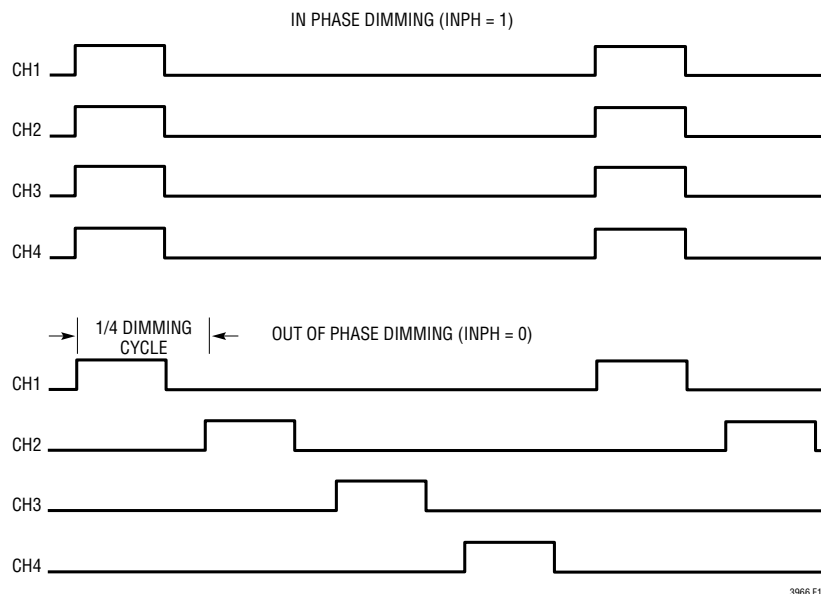 IN PHASE DIMMING (INPH = 1)
CH1
CH2
CH3
CH4
1/4 DIMMING
CYCLE
OUT OF PHASE DIMMING (INPH = 0)
CH1
CH2
CH3
CH4